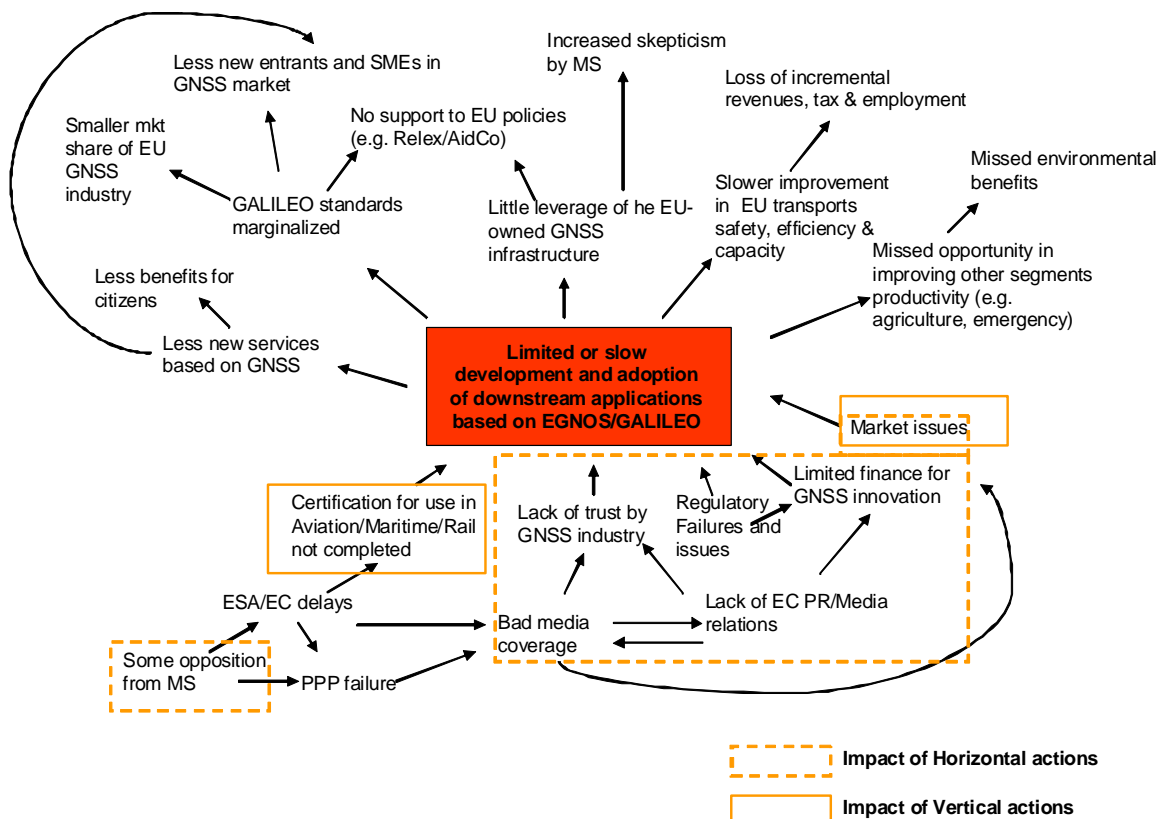 Increased skepticism
by MS
Less new entrants and SMEs in
GNSS market
Loss of incremental
revenues, tax & employment
No support to EU policies
(e.g. Relex/AidCo)
Smaller mkt
share of EU
GNSS
industry
Missed environmental
benefits
GALILEO standards
marginalized
Little leverage of he EU-
owned GNSS
infrastructure
Slower improvement
in  EU transports
safety, efficiency &
capacity
Missed opportunity in
improving other segments
productivity (e.g.
agriculture, emergency)
Less benefits for
citizens
Less new services
based on GNSS
Limited or slow
development and adoption
of downstream applications
based on EGNOS/GALILEO
Market issues
Certification for use in
Aviation/Maritime/Rail
not completed
Lack of trust by
GNSS industry
Regulatory
Failures and
issues
Limited finance for
GNSS innovation
ESA/EC delays
Bad media
coverage
Lack of EC PR/Media
relations
Some opposition
from MS
PPP failure
Impact of Horizontal actions
Impact of Vertical actions